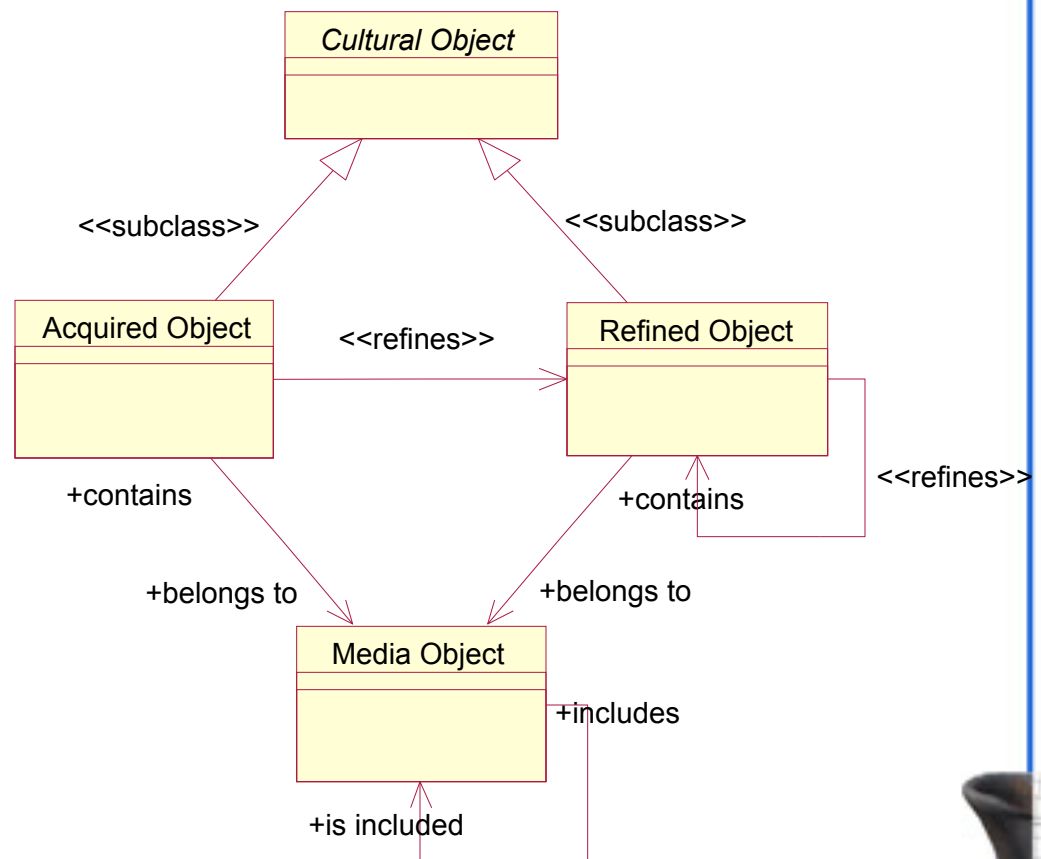 Cultural Object
<<subclass>>
<<subclass>>
Acquired Object
<<refines>>
Refined Object
+contains
+contains
<<refines>>
+belongs to
+belongs to
Media Object
+includes
+is included